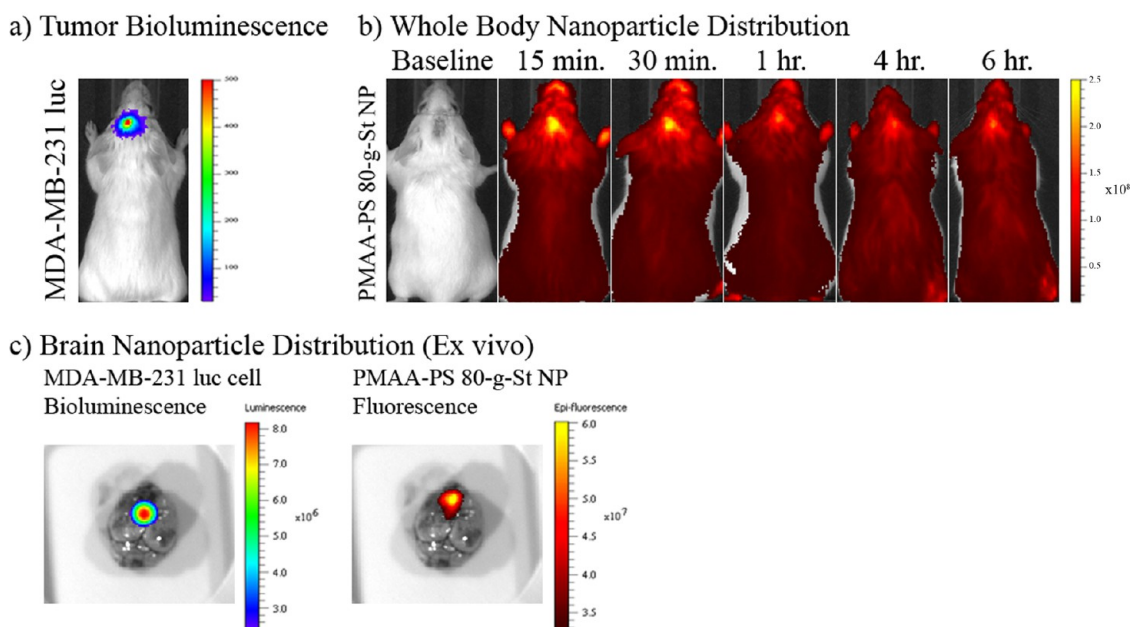 a) Tumor Bioluminescence
MDA-MB-231 luc
500
400
300
200
100
b) Whole Body Nanoparticle Distribution
Baseline 15 min. 30 min. 1 hr. 4 hr. 6 hr.
PMAA-PS 80-g-St NP
2.5
2.0
1.5
x10⁸
1.0
0.5
c) Brain Nanoparticle Distribution (Ex vivo)
MDA-MB-231 luc cell
Bioluminescence
Luminescence
8.0
7.0
6.0
5.0
4.0
3.0
x10⁶
PMAA-PS 80-g-St NP
Fluorescence
Epi-fluorescence
6.0
5.5
5.0
4.5
4.0
3.5
x10⁷